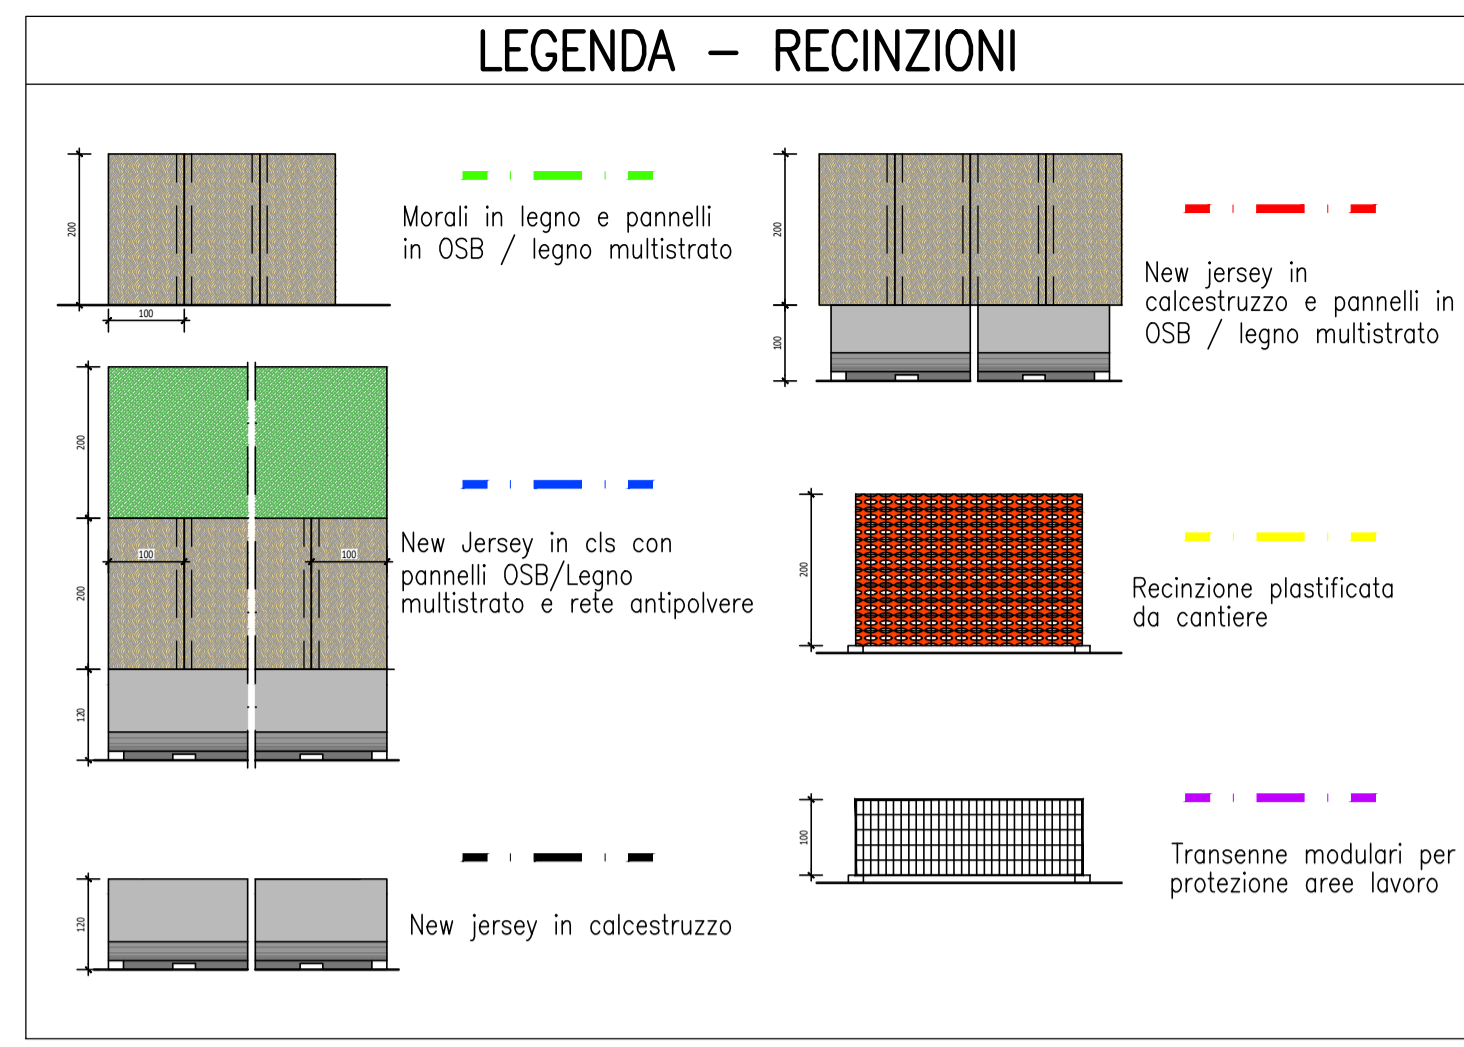 LEGENDA – RECINZIONI
200
100
Morali in legno e pannelli
in OSB / legno multistrato
200
100
New jersey in
calcestruzzo e pannelli in
OSB / legno multistrato
200
200
120
100
100
New Jersey in cls con
pannelli OSB/Legno
multistrato e rete antipolvere
200
Recinzione plastificata
da cantiere
120
New jersey in calcestruzzo
100
Transenne modulari per
protezione aree lavoro